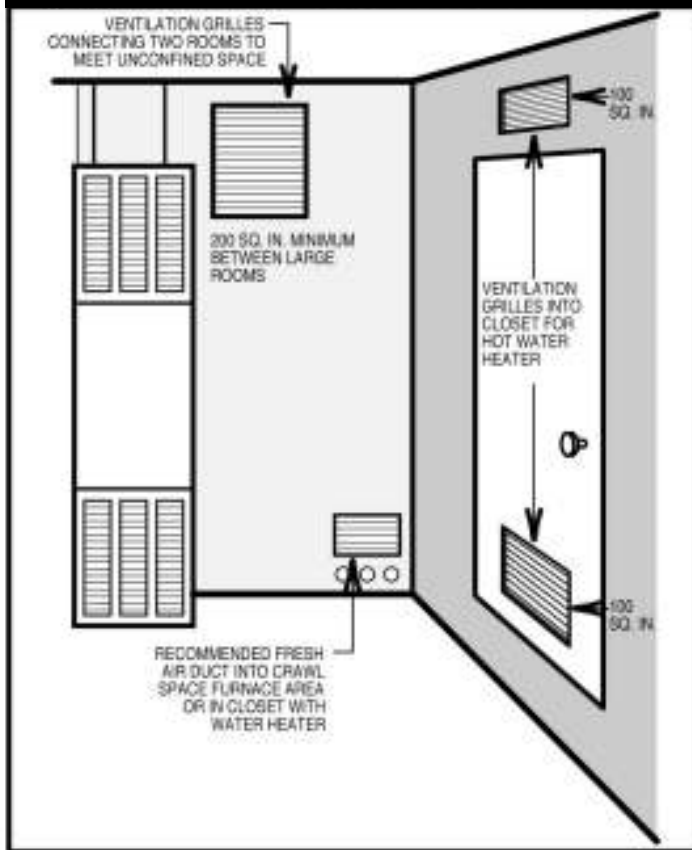 VENTILATION GRILLES
CONNECTING TWO ROOMS TO
MEET UNCONFINED SPACE
100
SQ. IN.
200 SQ. IN. MINIMUM
BETWEEN LARGE
ROOMS
VENTILATION
GRILLES INTO
CLOSET FOR
HOT WATER
HEATER
100
SQ. IN.
RECOMMENDED FRESH
AIR DUCT INTO CRAWL
SPACE FURNACE AREA
OR IN CLOSET WITH
WATER HEATER